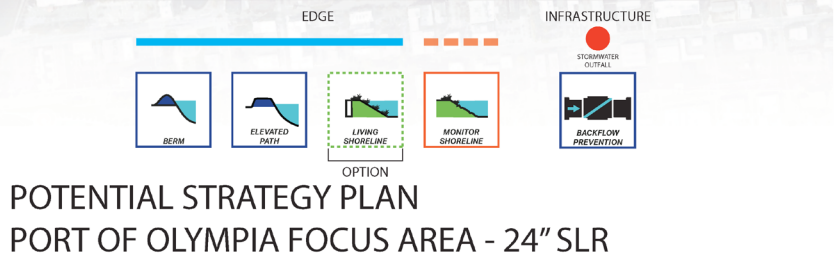 EDGE
INFRASTRUCTURE
STORMWATER
OUTFALL
BERM
ELEVATED
PATH
LIVING
SHORELINE
MONITOR
SHORELINE
BACKFLOW
PREVENTION
OPTION
POTENTIAL STRATEGY PLAN
PORT OF OLYMPIA FOCUS AREA - 24” SLR